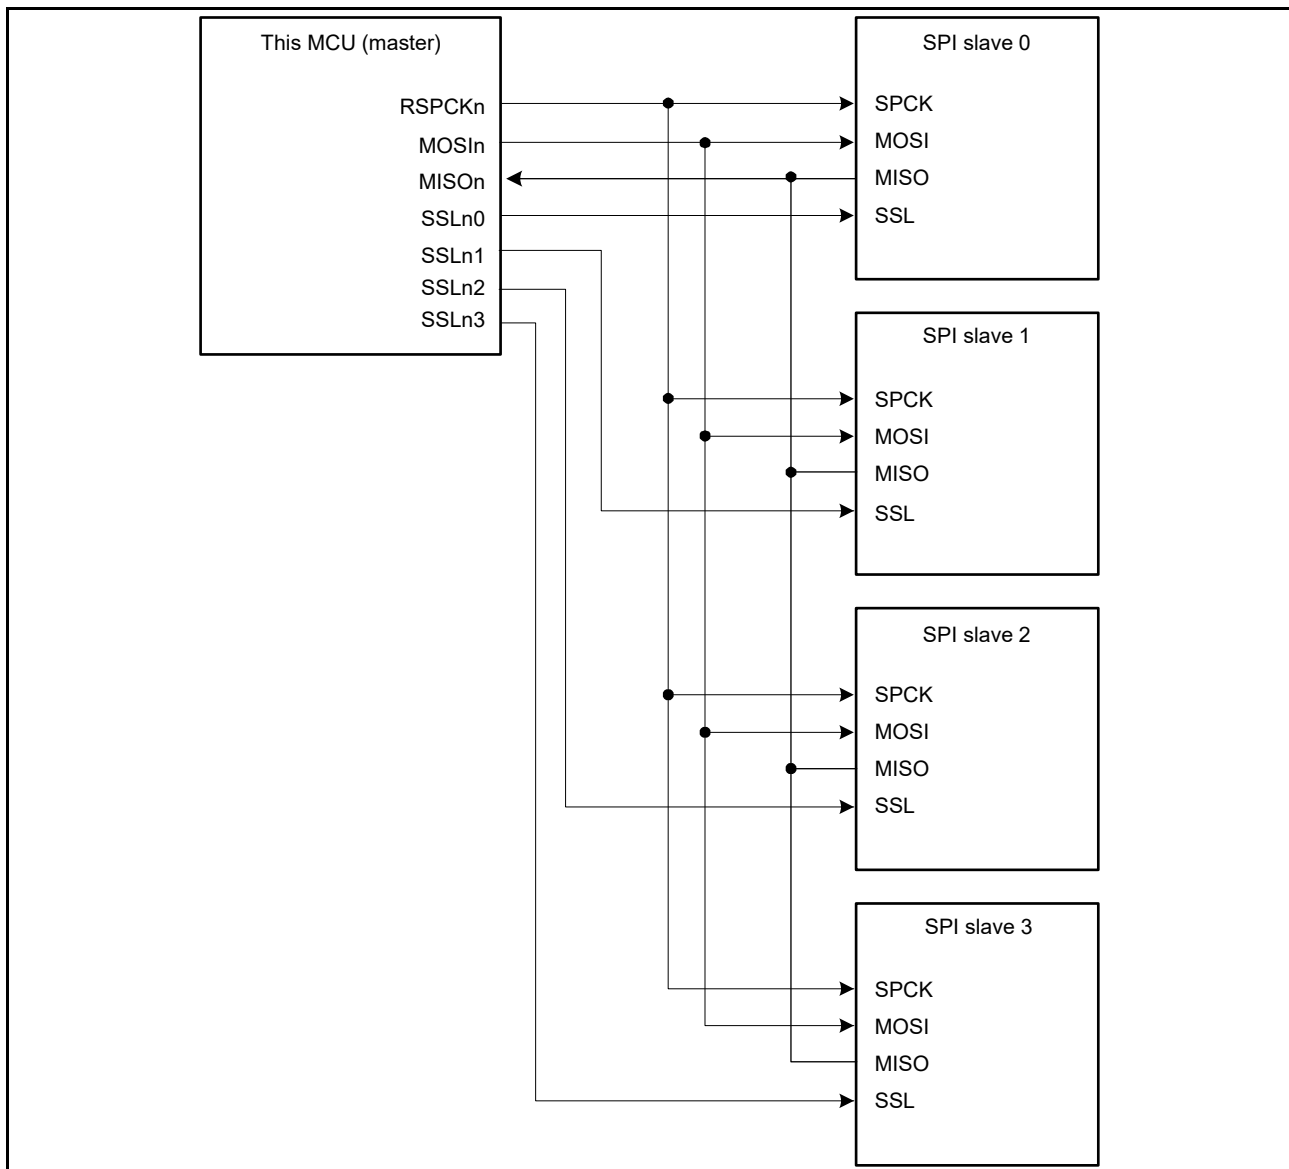 This MCU (master)
RSPCKn
MOSIn
MISOn
SSLn0
SSLn1
SSLn2
SSLn3
SPI slave 0
SPCK
MOSI
MISO
SSL
SPI slave 1
SPCK
MOSI
MISO
SSL
SPI slave 2
SPCK
MOSI
MISO
SSL
SPI slave 3
SPCK
MOSI
MISO
SSL